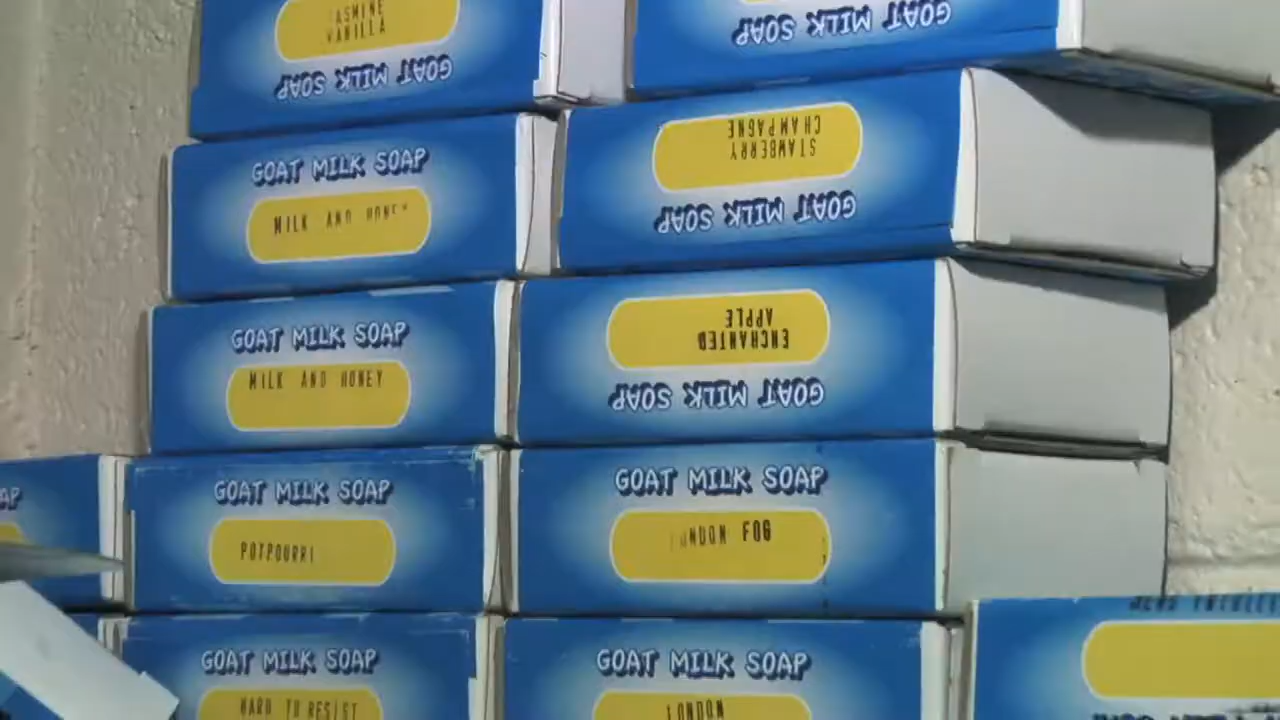 JASMINE
VANILLA
GOAT MILK SOAP
GOAT MILK SOAP
GOAT MILK SOAP
MILK AND HONEY
STAWBERRY
CHAMPAGNE
GOAT MILK SOAP
GOAT MILK SOAP
MILK AND HONEY
ENCHANTED
APPLE
GOAT MILK SOAP
GOAT MILK SOAP
POTPOURRI
GOAT MILK SOAP
LONDON FOG
GOAT MILK SOAP
HARD TO RESIST
GOAT MILK SOAP
LONDON